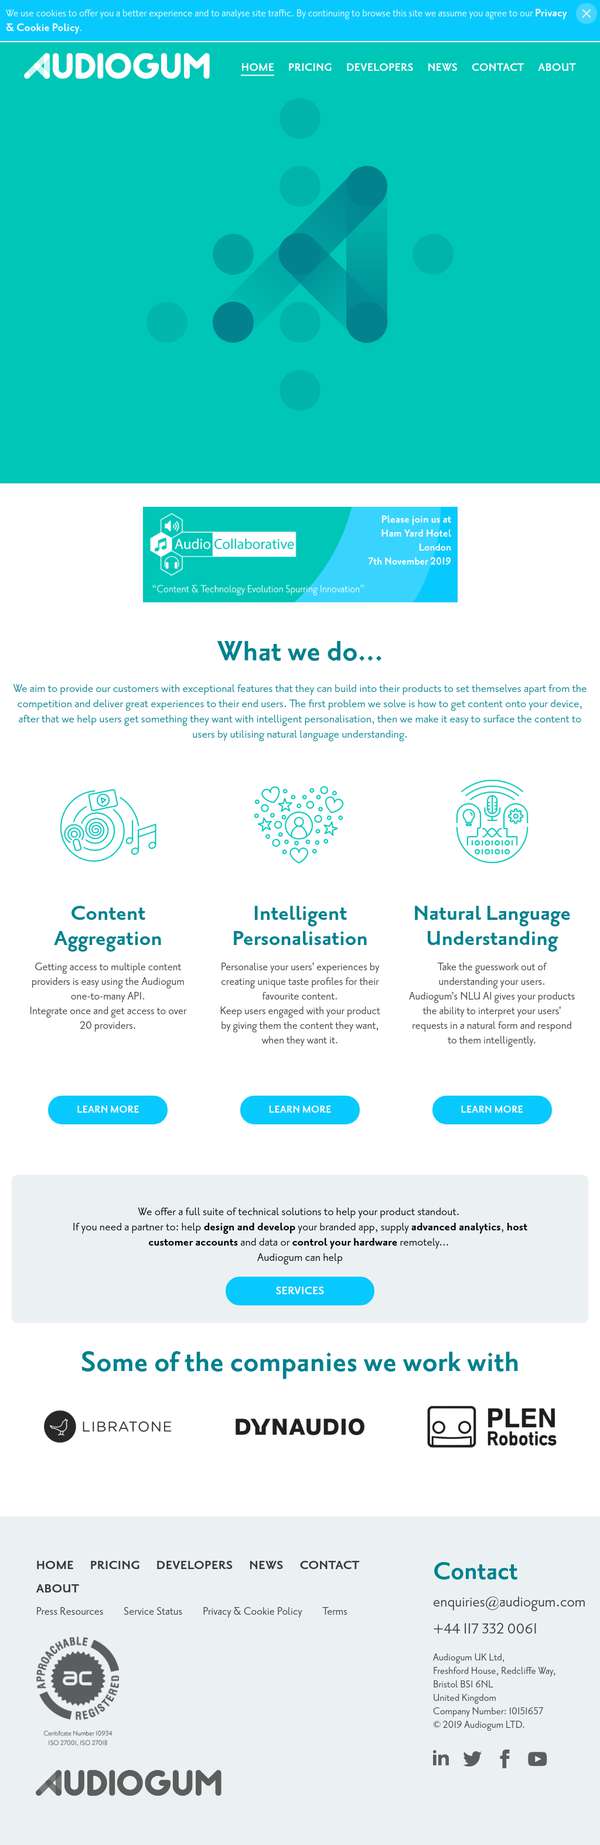 We use cookies to offer you a better experience and to analyse site traffic. By continuing to browse this site we assume you agree to our Privacy
& Cookie Policy.
AUDIOGUM
HOME PRICING DEVELOPERS NEWS CONTACT ABOUT
Please join us at
Ham Yard Hotel
London
7th November 2019
AudioCollaborative
"Content & Technology Evolution Spurring Innovation"
What we do...
We aim to provide our customers with exceptional features that they can build into their products to set themselves apart from the
competition and deliver great experiences to their end users. The first problem we solve is how to get content onto your device,
after that we help users get something they want with intelligent personalisation, then we make it easy to surface the content to
users by utilising natural language understanding.
1010101
010101
Content
Aggregation
Getting access to multiple content
providers is easy using the Audiogum
one-to-many API.
Integrate once and get access to over
20 providers.
LEARN MORE
Intelligent
Personalisation
Personalise your users' experiences by
creating unique taste profiles for their
favourite content.
Keep users engaged with your product
by giving them the content they want,
when they want it.
LEARN MORE
Natural Language
Understanding
Take the guesswork out of
understanding your users.
Audiogum's NLU AI gives your products
the ability to interpret your users'
requests in a natural form and respond
to them intelligently.
LEARN MORE
We offer a full suite of technical solutions to help your product standout.
If you need a partner to: help design and develop your branded app, supply advanced analytics, host
customer accounts and data or control your hardware remotely...
Audiogum can help
SERVICES
Some of the companies we work with
LIBRATONE
DYNAUDIO
PLEN
Robotics
HOME PRICING DEVELOPERS NEWS CONTACT
ABOUT
Press Resources Service Status Privacy & Cookie Policy Terms
APPROACHABLE
ac
REGISTERED
Certificate Number 10934
ISO 27001, ISO 27018
AUDIOGUM
Contact
enquiries@audiogum.com
+44 117 332 0061
Audiogum UK Ltd,
Freshford House, Redcliffe Way,
Bristol BS1 6NL
United Kingdom
Company Number: 10151657
© 2019 Audiogum LTD.